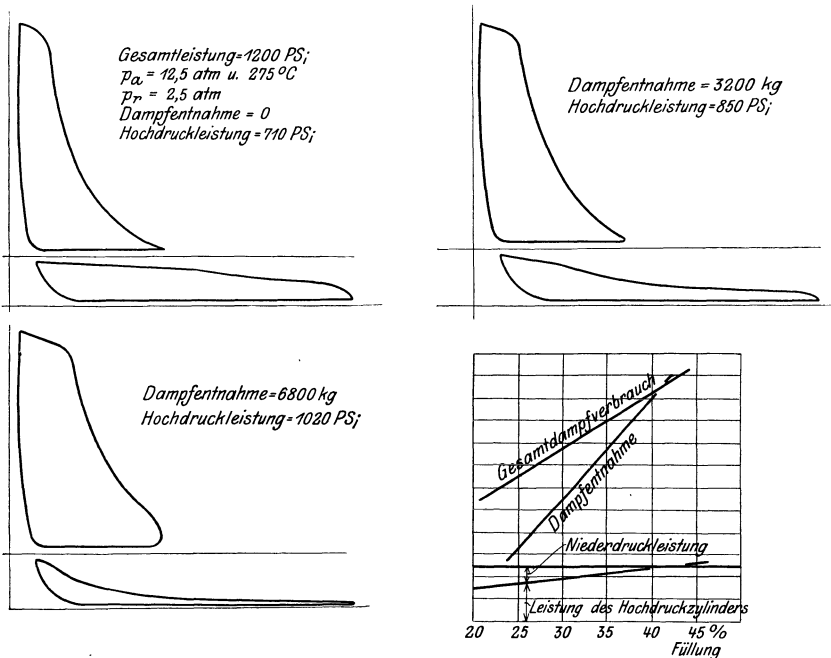 Gesamtleistung=1200 PSi
pa = 12,5 atm u. 275 °C
pr = 2,5 atm
Dampfentnahme = 0
Hochdruckleistung=710 PSi
Dampfentnahme = 3200 kg
Hochdruckleistung=850 PSi
Dampfentnahme=6800 kg
Hochdruckleistung=1020 PSi
Gesamtdampfverbrauch
Dampfentnahme
Niederdruckleistung
Leistung des Hochdruckzylinders
20 25 30 35 40 45 %
Füllung